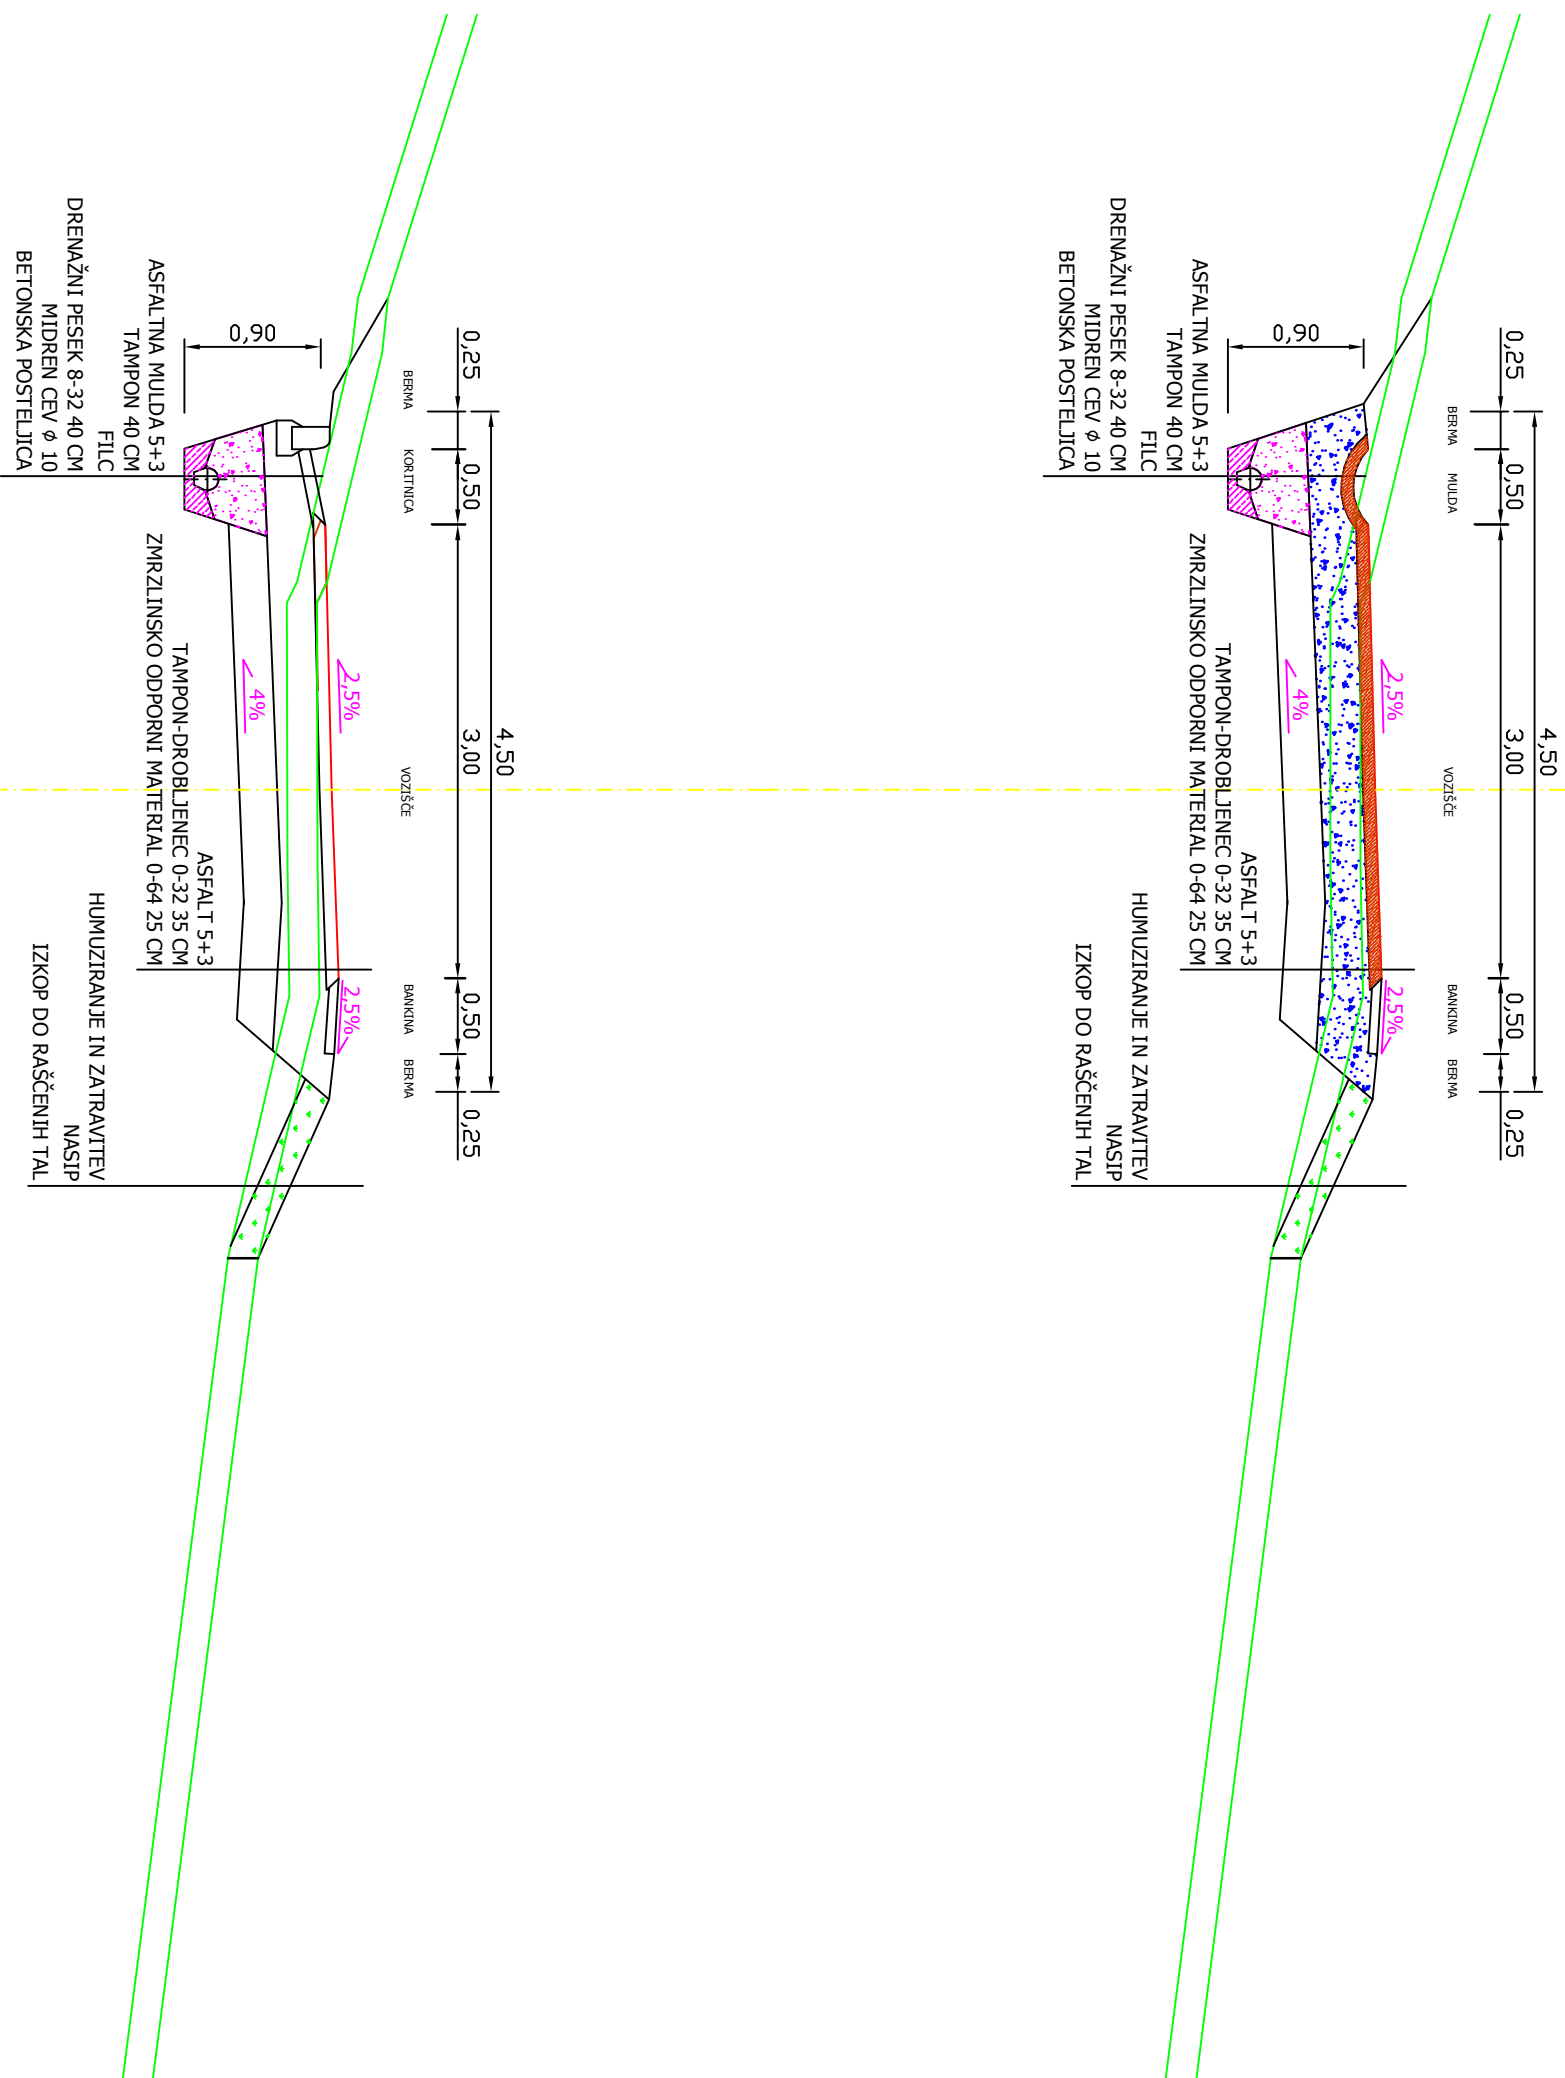 4,50
0,25
0,50
3,00
0,50
0,25
BERMA
MULDA
VOZIŠČE
BANKINA
BERMA
0,90
2,5%
2,5%
4%
ASFALTNA MULDA 5+3
TAMPON 40 CM
FILC
DRENAŽNI PESEK 8-32 40 CM
MIDREN CEV ϕ 10
BETONSKA POSTELJICA
ASFALT 5+3
TAMPON-DROBLJENEC 0-32 35 CM
ZMRZLINSKO ODPORNI MATERIAL 0-64 25 CM
HUMUZIRANJE IN ZATRAVITEV
NASIP
IZKOP DO RAŠČENIH TAL
4,50
0,25
0,50
3,00
0,50
0,25
BERMA
KORITNICA
VOZIŠČE
BANKINA
BERMA
0,90
2,5%
2,5%
4%
ASFALTNA MULDA 5+3
TAMPON 40 CM
FILC
DRENAŽNI PESEK 8-32 40 CM
MIDREN CEV ϕ 10
BETONSKA POSTELJICA
ASFALT 5+3
TAMPON-DROBLJENEC 0-32 35 CM
ZMRZLINSKO ODPORNI MATERIAL 0-64 25 CM
HUMUZIRANJE IN ZATRAVITEV
NASIP
IZKOP DO RAŠČENIH TAL